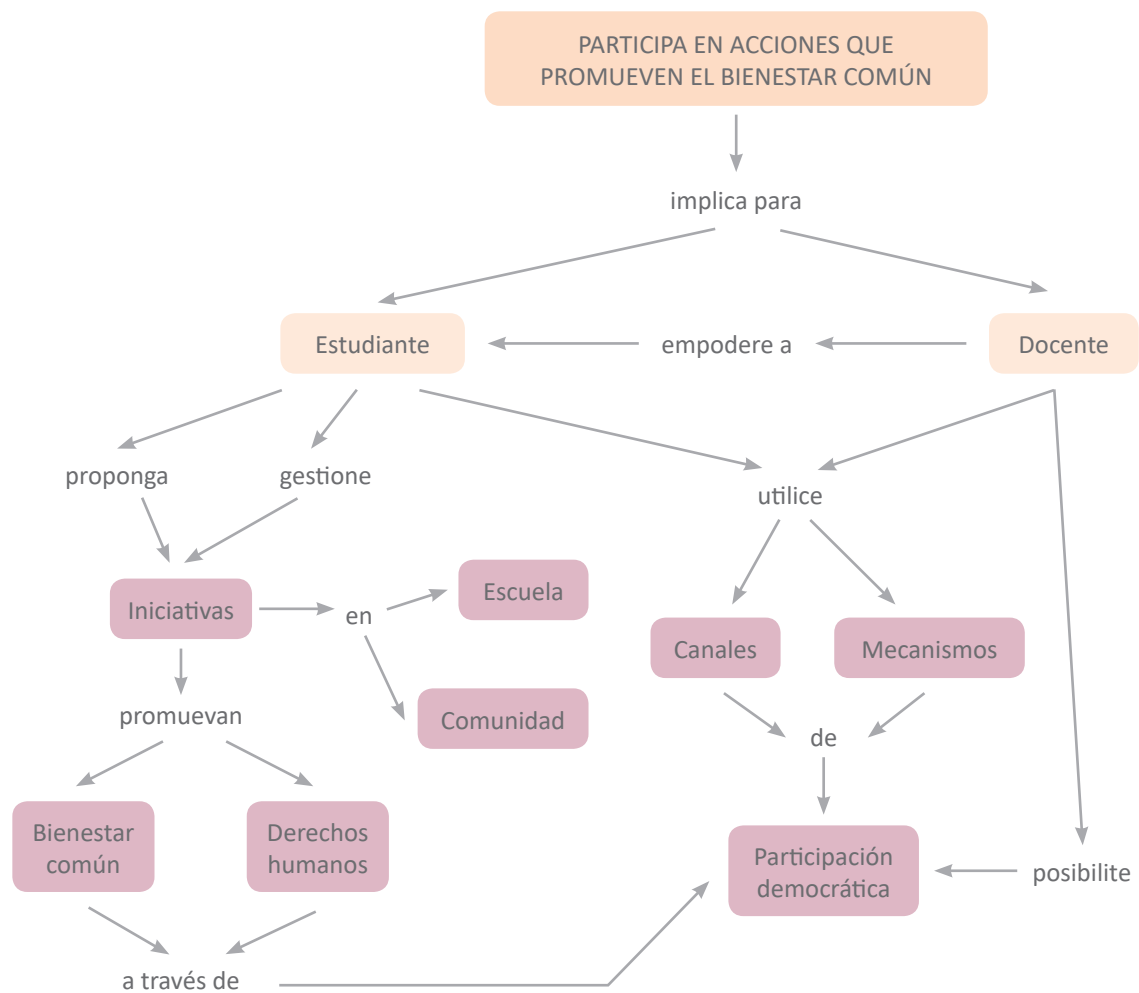 PARTICIPA EN ACCIONES QUE
PROMUEVEN EL BIENESTAR COMÚN
implica para
Estudiante
empodere a
Docente
proponga
gestione
utilice
Iniciativas
en
Escuela
Comunidad
Canales
Mecanismos
promuevan
de
Bienestar
común
Derechos
humanos
Participación
democrática
posibilite
a través de